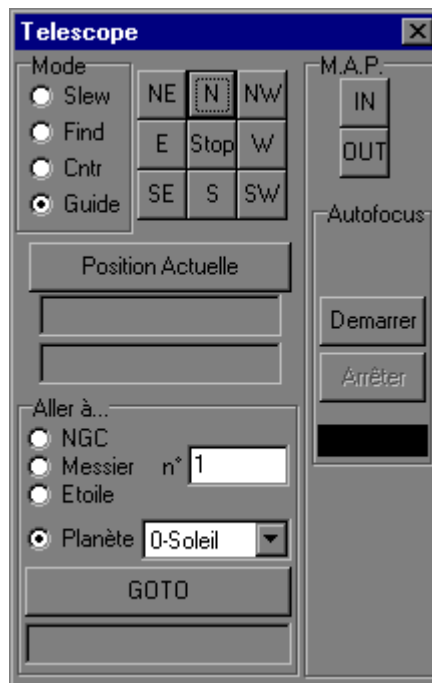 Telescope
Mode
Slew
Find
Cntr
Guide
NE N NW
E Stop W
SE S SW
M.A.P.
IN
OUT
Autofocus
Demarrer
Arrêter
Position Actuelle
Aller à...
NGC
Messier n° 1
Etoile
Planète 0-Soleil
GOTO